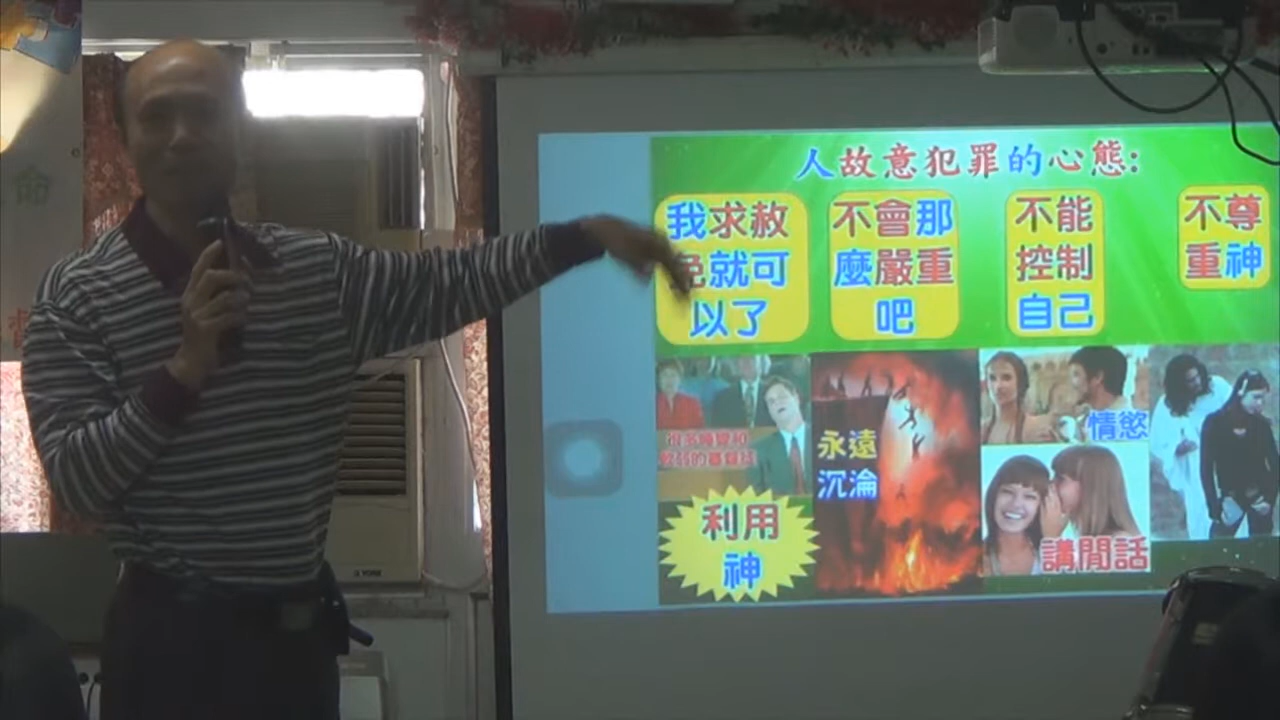 人故意犯罪的心態:
我求赦
免就可
以了
不會那
麼嚴重
吧
不能
控制
自己
不尊
重神
情慾
永遠
沉淪
利用
神
講閒話
YORK
命